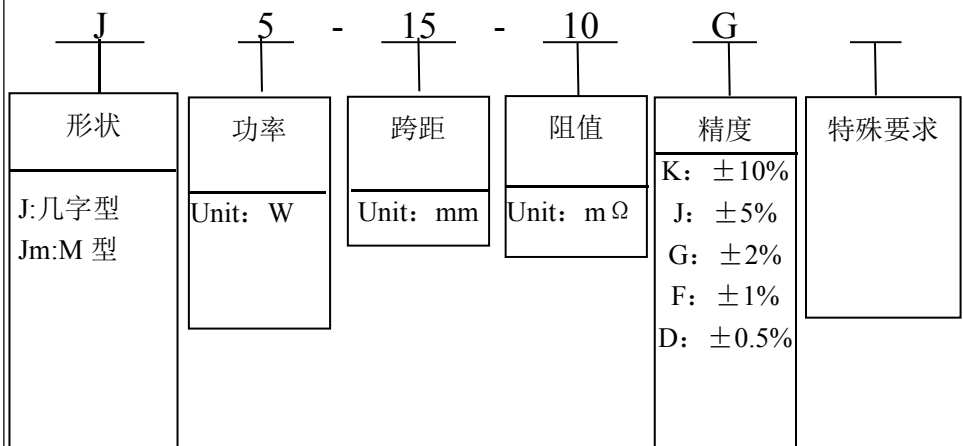 J 5 - 15 - 10 G
形状 功率 跨距 阻值 精度 特殊要求
J:几字型
Jm:M 型
Unit：W
Unit：mm
Unit：mΩ
K：±10%
J：±5%
G：±2%
F：±1%
D：±0.5%